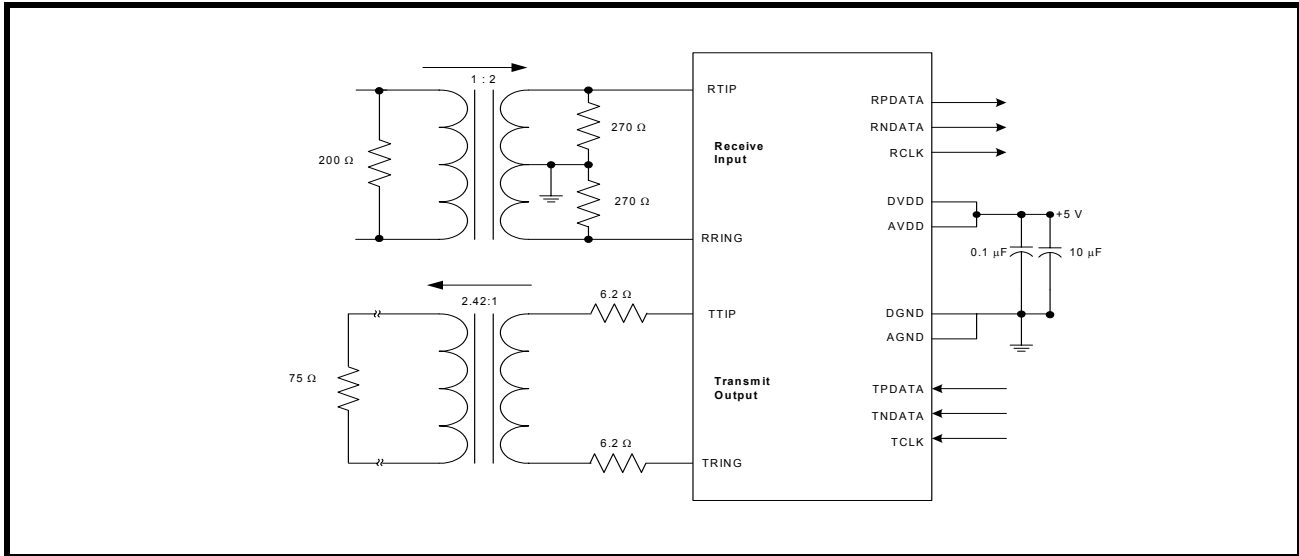 1 : 2
RTIP
270 Ω
200 Ω
Receive
Input
270 Ω
RRING
RPDATA
RNDATA
RCLK
DVDD
AVDD
+5 V
0.1 µF
10 µF
DGND
AGND
2.42:1
6.2 Ω
TTIP
75 Ω
Transmit
Output
6.2 Ω
TRING
TPDATA
TNDATA
TCLK